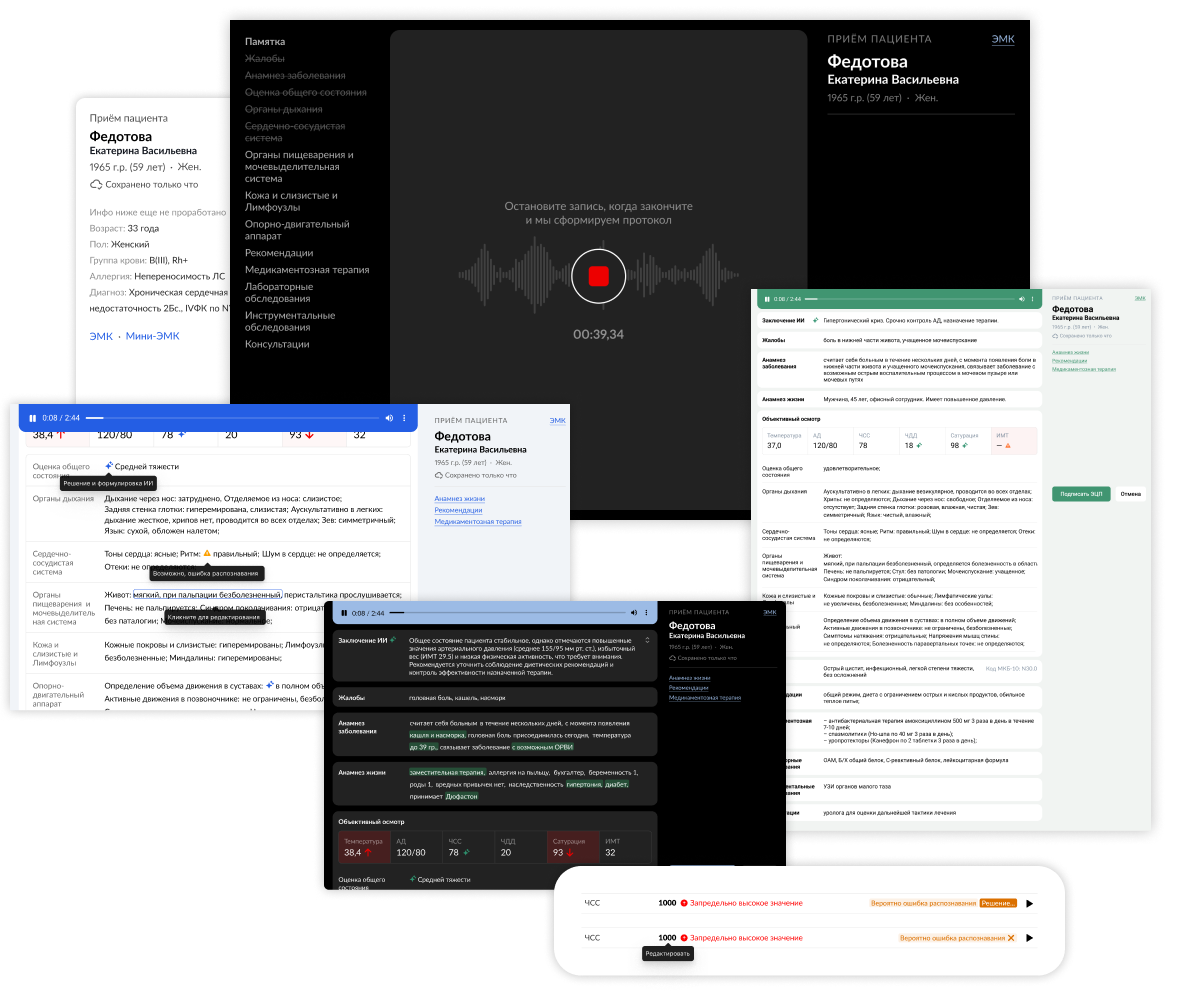 Памятка
Жалобы
Анамнез заболевания
Оценка общего состояния
Органы дыхания
Сердечно-сосудистая
система
Органы пищеварения и
мочевыделительная
система
Кожа и слизистые и
Лимфоузлы
Опорно-двигательный
аппарат
Рекомендации
Медикаментозная терапия
Лабораторные
обследования
Инструментальные
обследования
Консультации
Остановите запись, когда закончите
и мы сформируем протокол
00:39,34
ПРИЁМ ПАЦИЕНТА ЭМК
Федотова
Екатерина Васильевна
1965 г.р. (59 лет) · Жен.
Приём пациента
Федотова
Екатерина Васильевна
1965 г.р. (59 лет) · Жен.
Сохранено только что
Инфо ниже еще не проработано
Возраст: 33 года
Пол: Женский
Группа крови: B(III), Rh+
Аллергия: Непереносимость ЛС
Диагноз: Хроническая сердечная
недостаточность 2Бс., IVФК по N
ЭМК · Мини-ЭМК
0:08 / 2:44
38,4 120/80 78 20 93 32
Оценка общего
состояния
Средней тяжести
Решение и формулировка ИИ
Органы дыхания
Дыхание через нос: затруднено, Отделяемое из носа: слизистое;
Задняя стенка глотки: гиперемирована, слизистая; Аускультативно в легких:
дыхание жесткое, хрипов нет, проводится во всех отделах; Зев: симметричный;
Язык: сухой, обложен налетом;
Сердечно-
сосудистая
система
Тоны сердца: ясные; Ритм: правильный; Шум в сердце: не определяется;
Отеки: не
Возможно, ошибка распознавания
Органы
пищеварения и
мочевыделитель
ная система
Живот: мягкий, при пальпации безболезненный, перистальтика прослушивается;
Печень: не пальпируется; Синдром поколачивания: отрицат
без паталогии;
Кликните для редактирования
Кожа и
слизистые и
Лимфоузлы
Кожные покровы и слизистые: гиперемированы; Лимфоузл
безболезненные; Миндалины: гиперемированы;
Опорно-
двигательный
аппарат
Определение объема движения в суставах: в полном объ
Активные движения в позвоночнике: не ограничены, безбол
ПРИЁМ ПАЦИЕНТА ЭМК
Федотова
Екатерина Васильевна
1965 г.р. (59 лет) · Жен.
Сохранено только что
Анамнез жизни
Рекомендации
Медикаментозная терапия
0:08 / 2:44
Заключение ИИ Гипертонический криз. Срочно контроль АД, назначение терапии.
Жалобы боль в нижней части живота, учащенное мочеиспускание
Анамнез
заболевания
считает себя больным в течение нескольких дней, с момента появления боли в
нижней части живота и учащенного мочеиспускания, связывает заболевание с
возможным острым воспалительным процессом в мочевом пузыре или
мочевых путях
Анамнез жизни Мужчина, 45 лет, офисный сотрудник. Имеет повышенное давление.
Объективный осмотр
Температура АД ЧСС ЧДД Сатурация ИМТ
37,0 120/80 78 18 98 –
Оценка общего
состояния
удовлетворительное;
Органы дыхания
Аускультативно в легких: дыхание везикулярное, проводится во всех отделах;
Хрипы: не определяются; Дыхание через нос: свободное; Отделяемое из носа:
отсутствует; Задняя стенка глотки: розовая, влажная, чистая; Зев:
симметричный; Язык: чистый, влажный;
Сердечно-
сосудистая система
Тоны сердца: ясные; Ритм: правильный; Шум в сердце: не определяется; Отеки:
не определяются;
Органы
пищеварения и
мочевыделительная
система
Живот:
мягкий, при пальпации безболезненный, определяется болезненность в област
Печень: не пальпируется; Стул: без патологии; Мочеиспускание: учащенное;
Синдром поколачивания: отрицательный;
Кожа и слизистые и
Кожные покровы и слизистые: обычные; Лимфатические узлы:
не увеличены, безболезненные; Миндалины: без особенностей;
Определение объема движения в суставах: в полном объеме;
Активные движения в позвоночнике: не ограничены, безболезненные;
Симптомы натяжения: отрицательные; Напряжения мышц спины:
отсутствуют; Болезненность паравертебральных точек: не определяются;
Острый цистит, инфекционный, легкой степени тяжести,
без осложнений
Код МКБ-10: N30.0
общий режим, диета с ограничением острых и кислых продуктов, обильное
теплое питье;
– антибактериальная терапия амоксициллином 500 мг 3 раза в день в течение
7-10 дней;
– спазмолитики (Но-шпа по 40 мг 3 раза в день);
– уропротекторы (Канефрон по 2 таблетки 3 раза в день);
ОАМ, Б/Х общий белок, С-реактивный белок, лейкоцитарная формула
УЗИ органов малого таза
уролога для оценки дальнейшей тактики лечения
ПРИЁМ ПАЦИЕНТА ЭМК
Федотова
Екатерина Васильевна
1965 г.р. (59 лет) · Жен.
Сохранено только что
Анамнез жизни
Рекомендации
Медикаментозная терапия
Подписать ЭЦП Отмена
0:08 / 2:44
Заключение ИИ
Общее состояние пациента стабильное, однако отмечаются повышенные
значения артериального давления (среднее 155/95 мм рт. ст.), избыточный
вес (ИМТ 29.5) и низкая физическая активность, что требует внимания.
Рекомендуется уточнить соблюдение диетических рекомендаций и
контроль эффективности назначенной терапии.
Жалобы головная боль, кашель, насморк
Анамнез
заболевания
считает себя больным в течение нескольких дней, с момента появления
кашля и насморка, головная боль присоединилась сегодня, температура
до 39 гр., связывает заболевание с возможным ОРВИ
Анамнез жизни
заместительная терапия, аллергия на пыльцу, бухгалтер, беременность 1,
роды 1, вредных привычек нет, наследственность гипертония, диабет,
принимает Дюфастон
Объективный осмотр
Температура АД ЧСС ЧДД Сатурация ИМТ
38,4 120/80 78 20 93 32
Оценка общего
состояния
Средней тяжести
ПРИЁМ ПАЦИЕНТА ЭМК
Федотова
Екатерина Васильевна
1965 г.р. (59 лет) · Жен.
Сохранено только что
Анамнез жизни
Рекомендации
Медикаментозная терапия
ЧСС 1000 Запредельно высокое значение Вероятно ошибка распознавания Решение...
ЧСС 1000 Запредельно высокое значение Вероятно ошибка распознавания
Редактировать